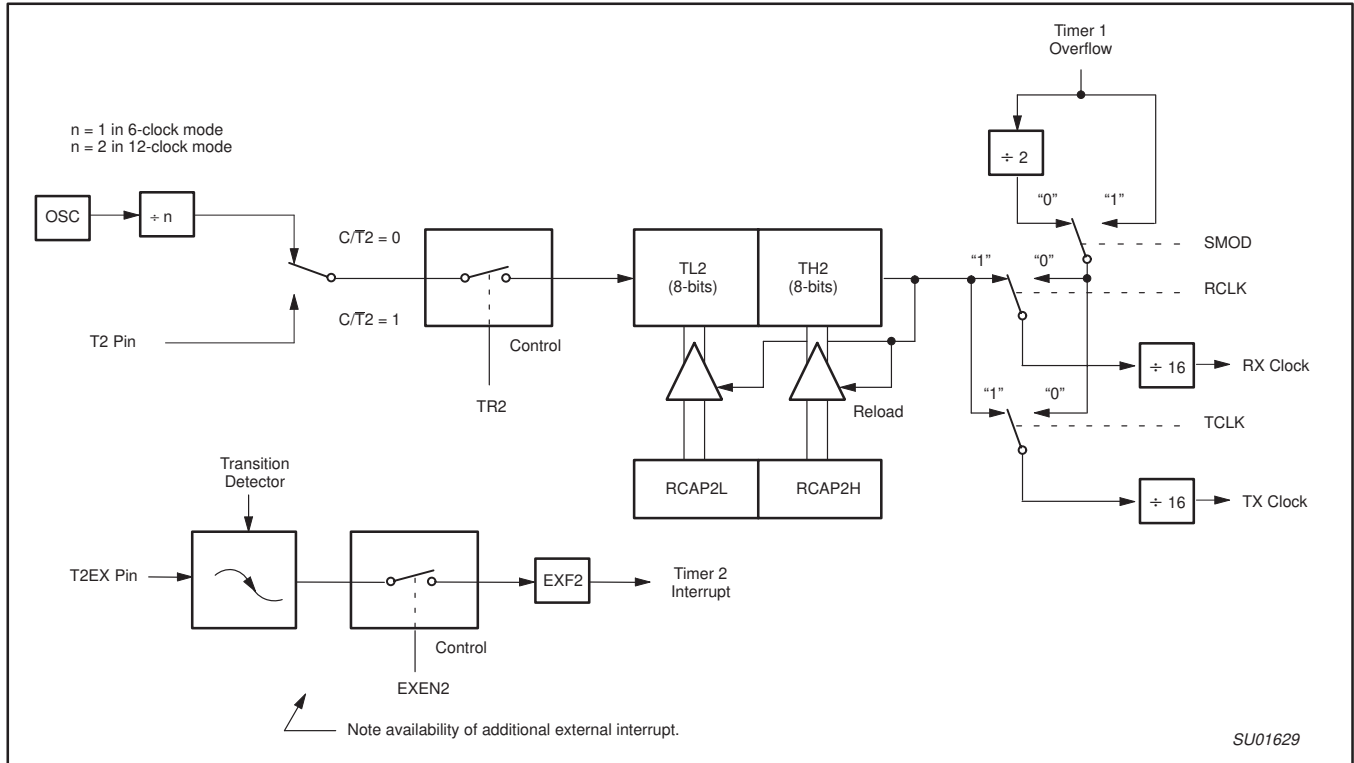 Timer 1
Overflow
n = 1 in 6-clock mode
n = 2 in 12-clock mode
÷ 2
“0”
“1”
OSC
÷ n
C/T̅2̅ = 0
TL2
(8-bits)
TH2
(8-bits)
SMOD
“1”
“0”
RCLK
C/T̅2̅ = 1
T2 Pin
Control
÷ 16
RX Clock
TR2
Reload
“1”
“0”
TCLK
Transition
Detector
RCAP2L
RCAP2H
÷ 16
TX Clock
T2EX Pin
EXF2
Timer 2
Interrupt
Control
EXEN2
Note availability of additional external interrupt.
SU01629